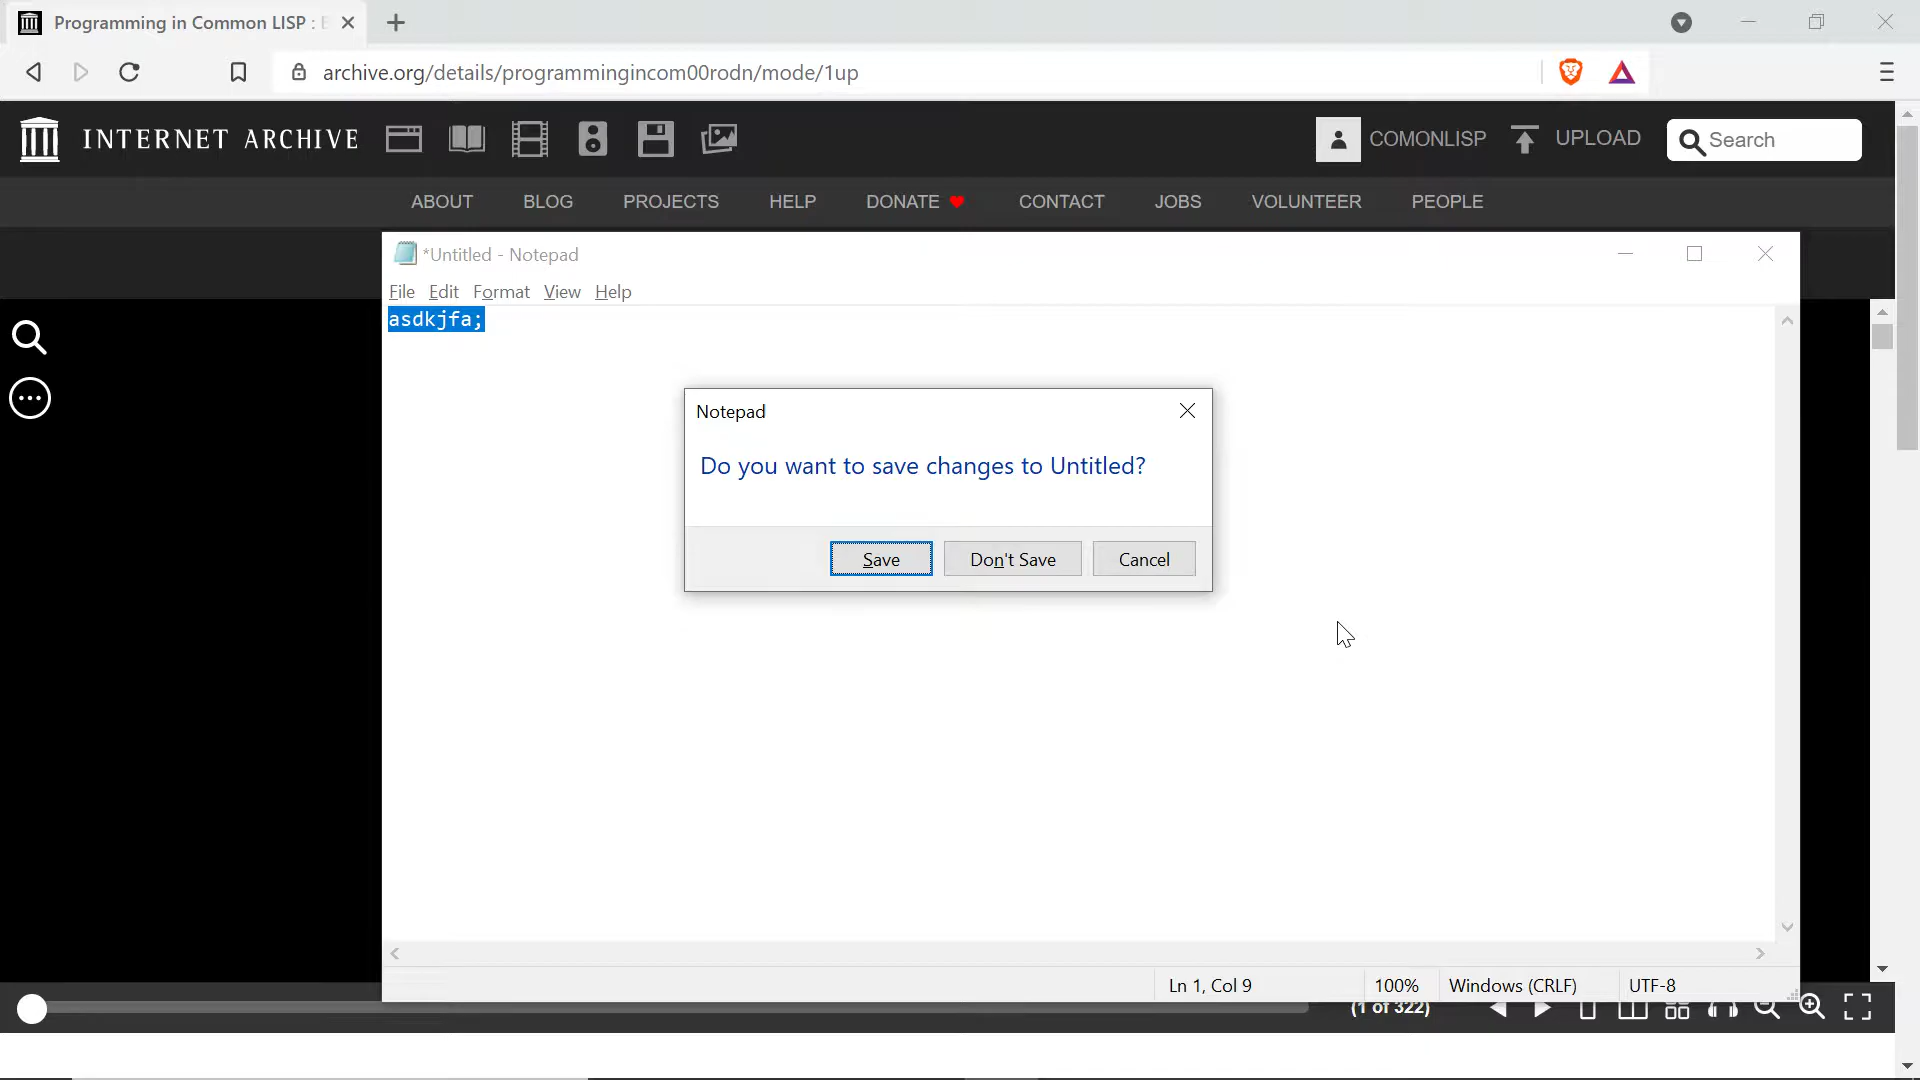 Programming in Common LISP :
archive.org/details/programmingincom00rodn/mode/1up
INTERNET ARCHIVE
COMONLISP
UPLOAD
Search
ABOUT BLOG PROJECTS HELP DONATE CONTACT JOBS VOLUNTEER PEOPLE
*Untitled - Notepad
File Edit Format View Help
asdkjfa;
Notepad
Do you want to save changes to Untitled?
Save Don't Save Cancel
Ln 1, Col 9 100% Windows (CRLF) UTF-8
(1 of 322)